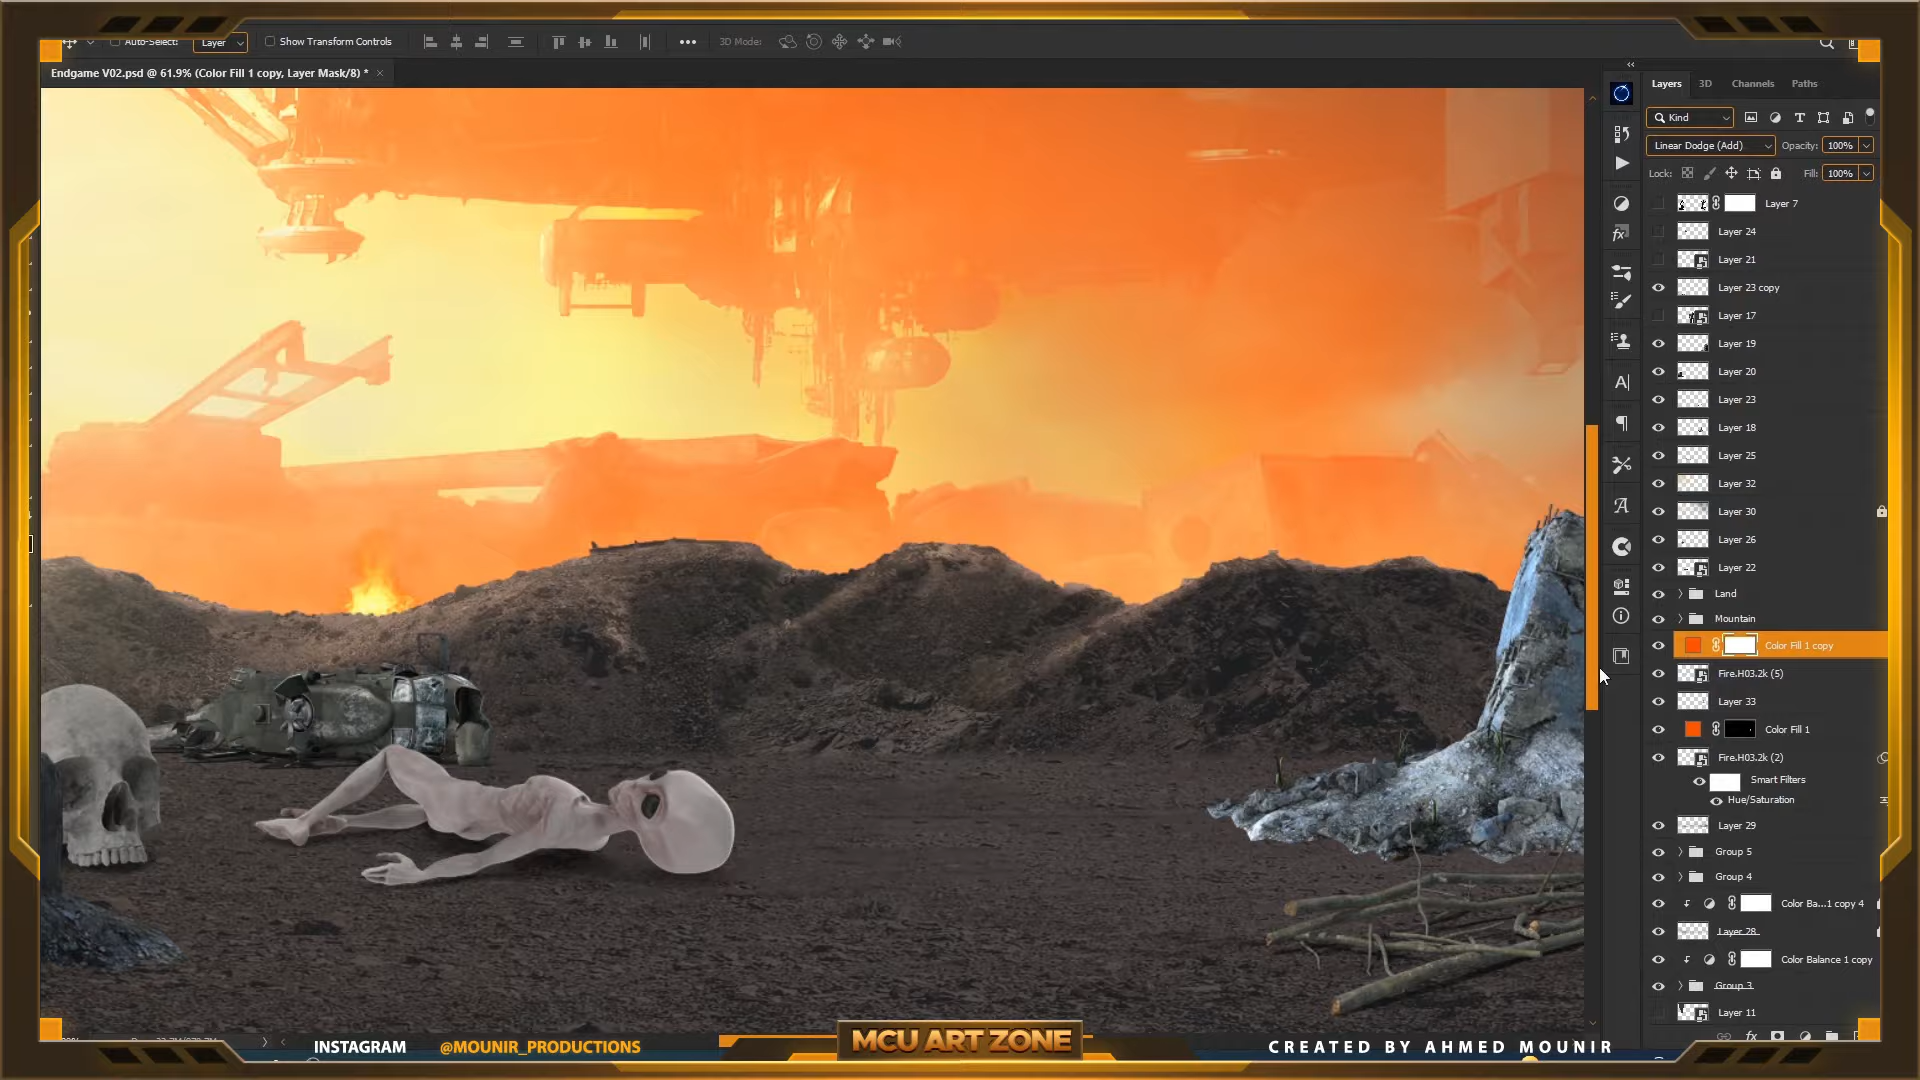 Auto-Select:
Layer
Show Transform Controls
3D Mode:
Endgame V02.psd @ 61.9% (Color Fill 1 copy, Layer Mask/8) * ×
Layers 3D Channels Paths
Kind
Linear Dodge (Add) Opacity: 100%
Lock: Fill: 100%
Layer 7
Layer 24
Layer 21
Layer 23 copy
Layer 17
Layer 19
Layer 20
Layer 23
Layer 18
Layer 25
Layer 32
Layer 30
Layer 26
Layer 22
Land
Mountain
Color Fill 1 copy
Fire.H03.2k (5)
Layer 33
Color Fill 1
Fire.H03.2k (2)
Smart Filters
Hue/Saturation
Layer 29
Group 5
Group 4
Color Ba...1 copy 4
Layer 28
Color Balance 1 copy
Group 3
Layer 11
INSTAGRAM @MOUNIR_PRODUCTIONS
MCU ART ZONE
CREATED BY AHMED MOUNIR